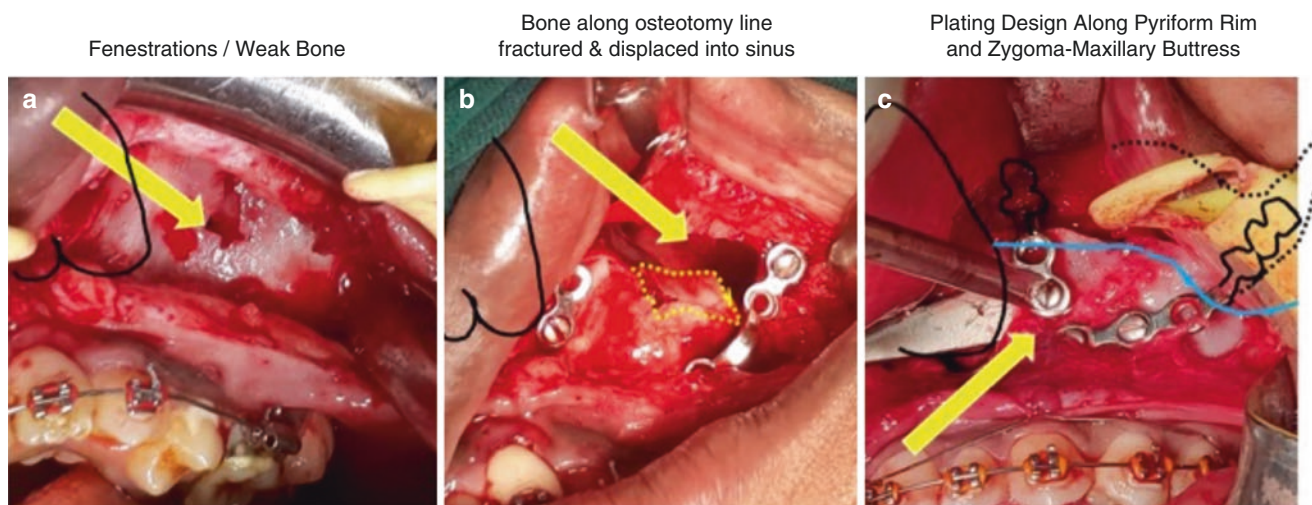 Fenestrations / Weak Bone
Bone along osteotomy line
fractured & displaced into sinus
Plating Design Along Pyriform Rim
and Zygoma-Maxillary Buttress
a
b
c